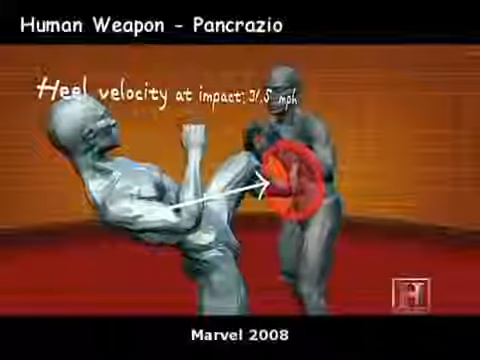 Human Weapon - Pancrazio
Heel velocity at impact: 31.5 mph
H
Marvel 2008